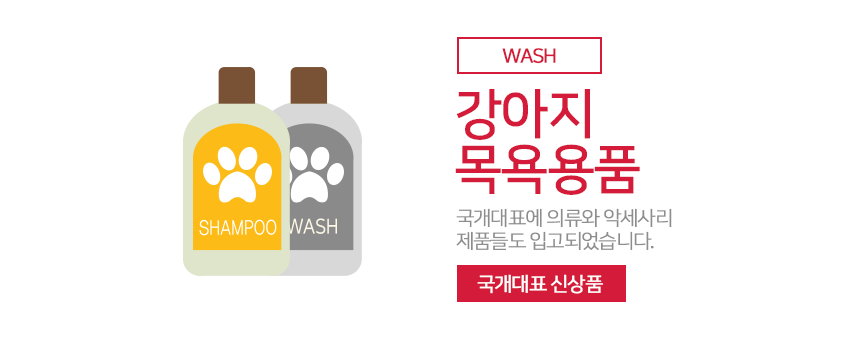 SHAMPOO
WASH
WASH
강아지
목욕용품
국개대표에 의류와 악세사리
제품들도 입고되었습니다.
국개대표 신상품